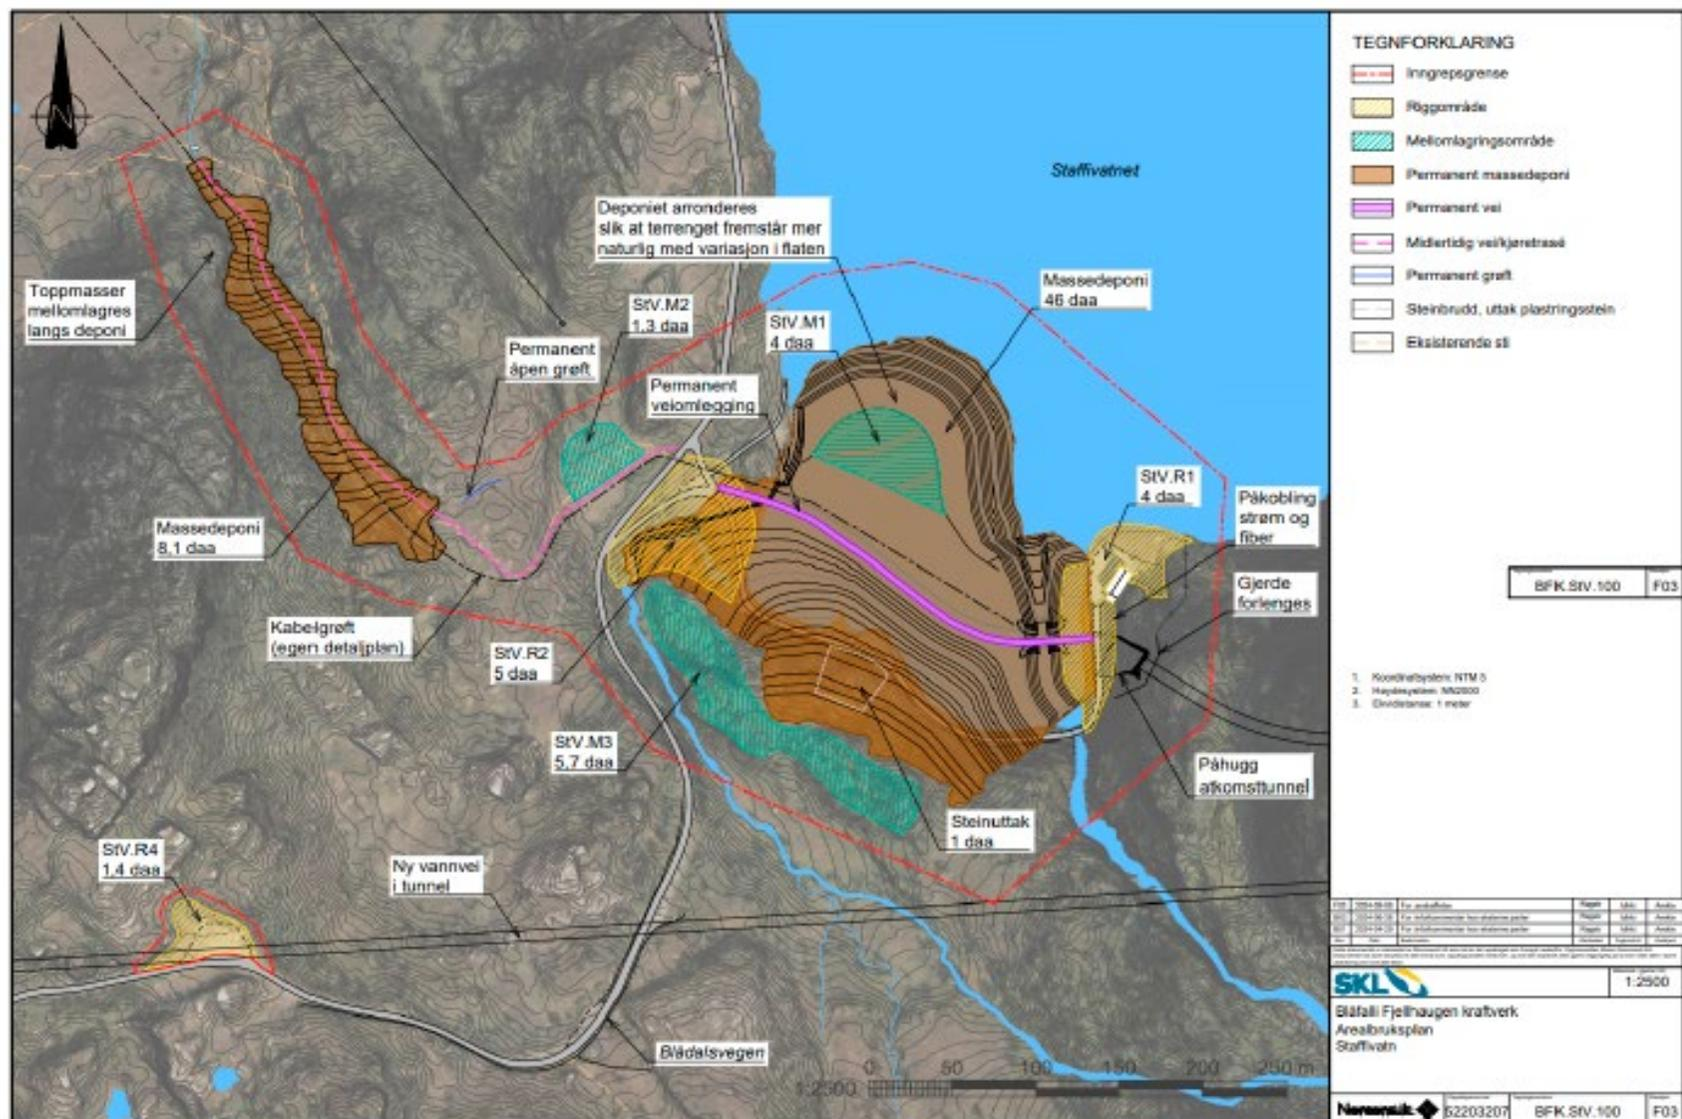 Staffivatnet
Deponiet arronderes
slik at terrenget fremstår mer
naturlig med variasjon i flaten
Massedeponi
46 daa
Toppmasser
mellomlagres
langs deponi
StV.M2
1,3 daa
StV.M1
4 daa
Permanent
åpen grøft
Permanent
veiomlegging
StV.R1
4 daa
Påkobling
strøm og
fiber
Massedeponi
8,1 daa
Gjerde
forlenges
Kabelgrøft
(egen detaljplan)
StV.R2
5 daa
StV.M3
5,7 daa
Påhugg
atkomsttunnel
Steinuttak
1 daa
StV.R4
1,4 daa
Ny vannvei
i tunnel
Blådalsvegen
0 50 100 150 200 250 m
1:2500
TEGNFORKLARING
Inngrepsgrense
Riggområde
Mellomlagringsområde
Permanent massedeponi
Permanent vei
Midlertidig vei/kjøretrasé
Permanent grøft
Steinbrudd, uttak plastringsstein
Eksisterende sti
BFK.StV.100 F03
1. Koordinatsystem: NTM 5
2. Høydesystem: NN2000
3. Ekvidistanse: 1 meter
SKL
1:2500
Blåfalli Fjellhaugen kraftverk
Arealbruksplan
Staffivatn
Norconsult
52203207 BFK.StV.100 F03